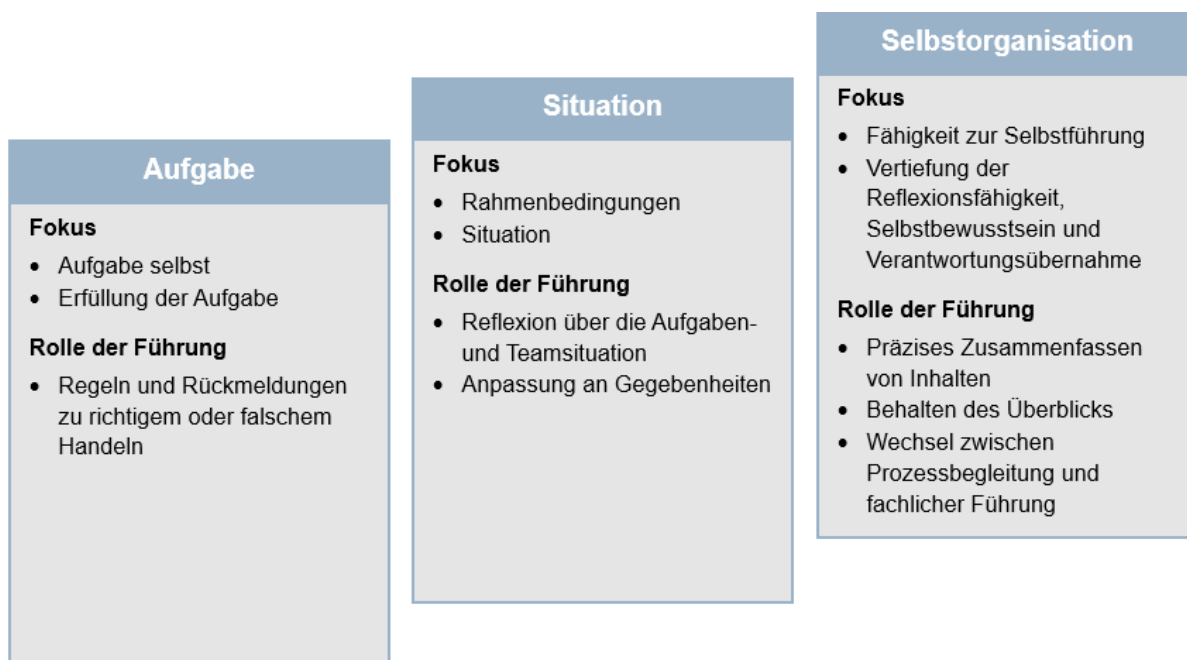 Aufgabe
Fokus
• Aufgabe selbst
• Erfüllung der Aufgabe
Rolle der Führung
• Regeln und Rückmeldungen
zu richtigem oder falschem
Handeln
Situation
Fokus
• Rahmenbedingungen
• Situation
Rolle der Führung
• Reflexion über die Aufgaben-
und Teamsituation
• Anpassung an Gegebenheiten
Selbstorganisation
Fokus
• Fähigkeit zur Selbstführung
• Vertiefung der
Reflexionsfähigkeit,
Selbstbewusstsein und
Verantwortungsübernahme
Rolle der Führung
• Präzises Zusammenfassen
von Inhalten
• Behalten des Überblicks
• Wechsel zwischen
Prozessbegleitung und
fachlicher Führung